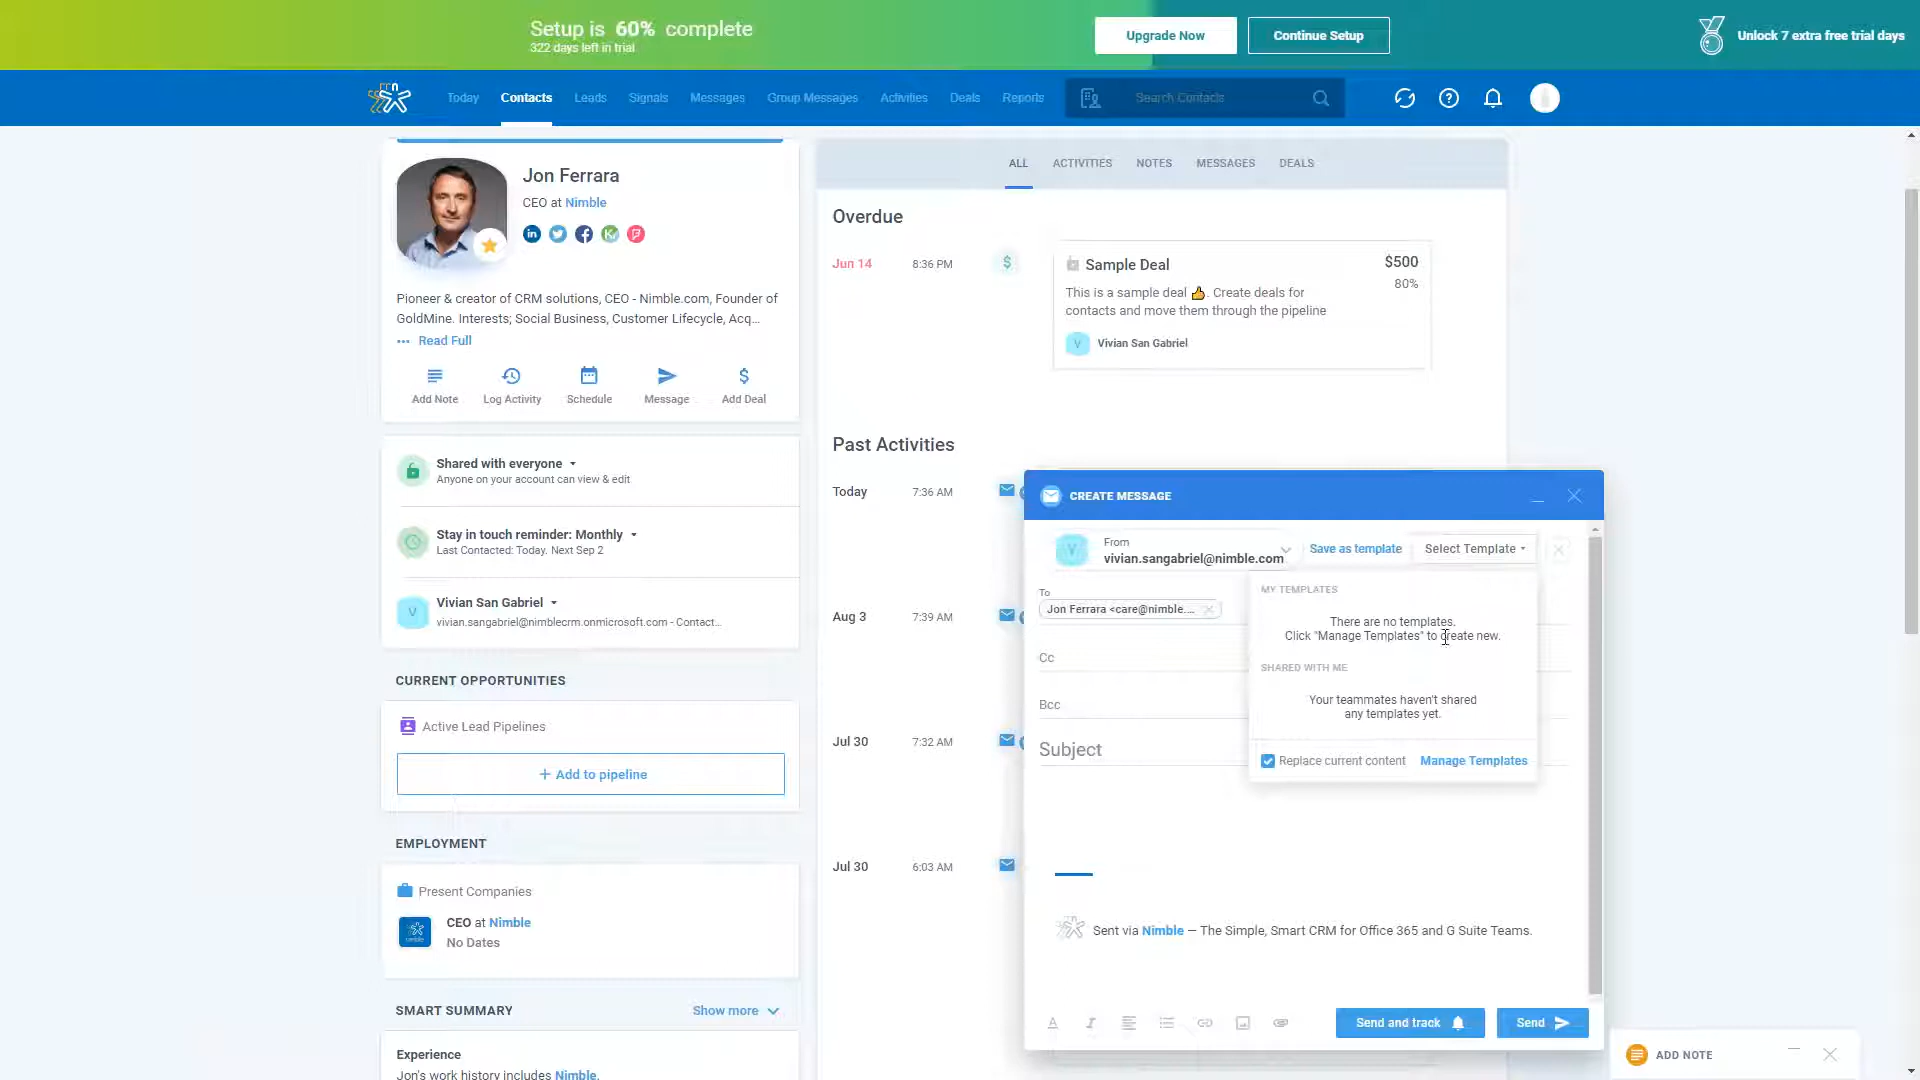 Setup is 60% complete
322 days left in trial
Upgrade Now
Continue Setup
Unlock 7 extra free trial days
Today
Contacts
Leads
Signals
Messages
Group Messages
Activities
Deals
Reports
Search Contacts
Jon Ferrara
CEO at Nimble
Pioneer & creator of CRM solutions, CEO - Nimble.com, Founder of
GoldMine. Interests; Social Business, Customer Lifecycle, Acq...
Read Full
Add Note
Log Activity
Schedule
Message
Add Deal
Shared with everyone
Anyone on your account can view & edit
Stay in touch reminder: Monthly
Last Contacted: Today. Next Sep 2
V
Vivian San Gabriel
vivian.sangabriel@nimblecrm.onmicrosoft.com - Contact...
CURRENT OPPORTUNITIES
Active Lead Pipelines
+ Add to pipeline
EMPLOYMENT
Present Companies
CEO at Nimble
No Dates
SMART SUMMARY
Show more
Experience
Jon's work history includes Nimble.
ALL
ACTIVITIES
NOTES
MESSAGES
DEALS
Overdue
Jun 14
8:36 PM
$
Sample Deal
$500
80%
This is a sample deal 👍. Create deals for
contacts and move them through the pipeline
V
Vivian San Gabriel
Past Activities
Today
7:36 AM
Aug 3
7:39 AM
Jul 30
7:32 AM
Jul 30
6:03 AM
CREATE MESSAGE
V
From
vivian.sangabriel@nimble.com
Save as template
Select Template
To
Jon Ferrara <care@nimble....
Cc
Bcc
Subject
MY TEMPLATES
There are no templates.
Click "Manage Templates" to create new.
SHARED WITH ME
Your teammates haven't shared
any templates yet.
Replace current content
Manage Templates
Sent via Nimble — The Simple, Smart CRM for Office 365 and G Suite Teams.
Send and track
Send
ADD NOTE